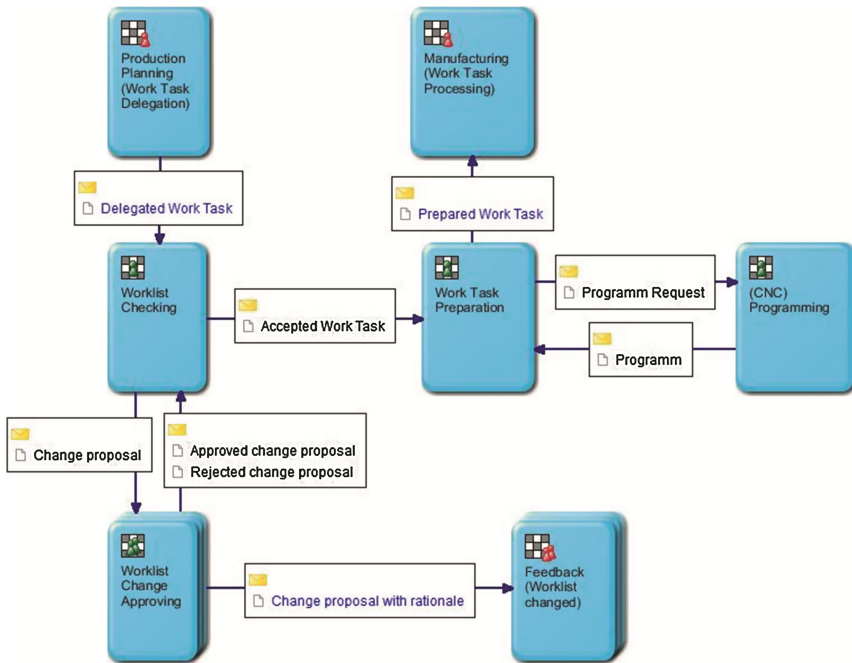 Production
Planning
(Work Task
Delegation)
Manufacturing
(Work Task
Processing)
Delegated Work Task
Prepared Work Task
Worklist
Checking
Accepted Work Task
Work Task
Preparation
Programm Request
Programm
(CNC)
Programming
Change proposal
Approved change proposal
Rejected change proposal
Worklist
Change
Approving
Change proposal with rationale
Feedback
(Worklist
changed)